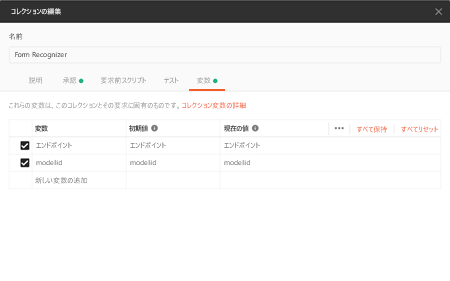 コレクションの編集
名前
Form Recognizer
説明 承認 要求前スクリプト テスト 変数
これらの変数は、このコレクションとその要求に固有のものです。 コレクション変数の詳細
変数 初期値 現在の値 すべて保持 すべてリセット
エンドポイント エンドポイント エンドポイント
modelid modelid modelid
新しい変数の追加